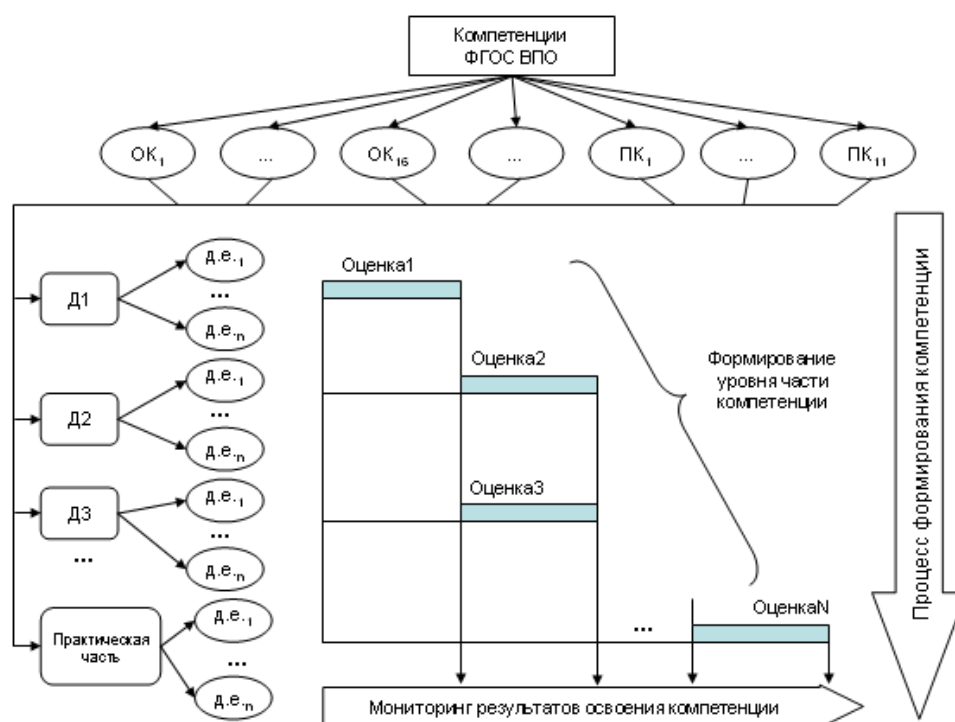 Компетенции
ФГОС ВПО
ОК1
...
ОК16
...
ПК1
...
ПК11
Д1
д.е.1
...
д.е.n
Д2
д.е.1
...
д.е.n
Д3
д.е.1
...
д.е.n
...
Практическая
часть
д.е.1
...
д.е.n
Оценка1
Оценка2
Оценка3
...
ОценкаN
Формирование
уровня части
компетенции
Мониторинг результатов освоения компетенции
Процесс формирования компетенции